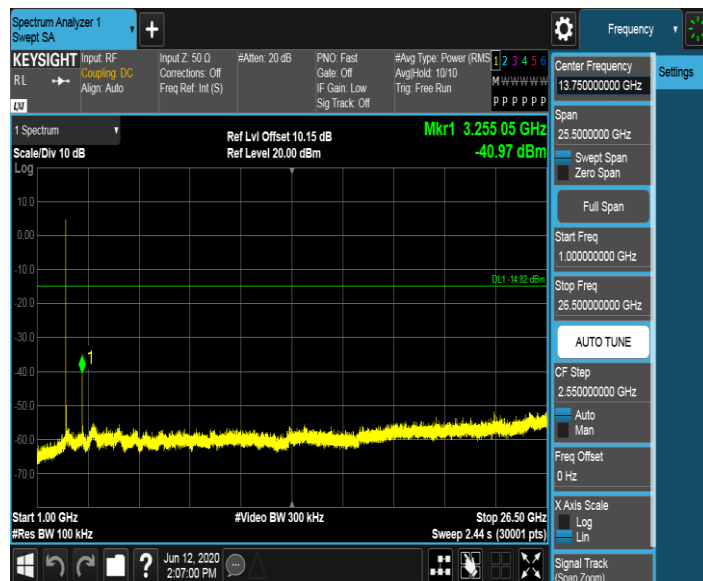 Spectrum Analyzer 1
Swept SA
Frequency
KEYSIGHT
RL
LXI
Input: RF
Coupling: DC
Align: Auto
Input Z: 50 Ω
Corrections: Off
Freq Ref: Int (S)
#Atten: 20 dB
PNO: Fast
Gate: Off
IF Gain: Low
Sig Track: Off
#Avg Type: Power (RMS
Avg|Hold: 10/10
Trig: Free Run
1 2 3 4 5 6
M W W W W W
P P P P P P
1 Spectrum
Scale/Div 10 dB
Log
Ref Lvl Offset 10.15 dB
Ref Level 20.00 dBm
Mkr1 3.255 05 GHz
-40.97 dBm
10.0
0.00
-10.0
-20.0
-30.0
-40.0
-50.0
-60.0
-70.0
DL1 -14.82 dBm
1
Start 1.00 GHz
#Res BW 100 kHz
#Video BW 300 kHz
Stop 26.50 GHz
Sweep 2.44 s (30001 pts)
?
Jun 12, 2020
2:07:00 PM
Center Frequency
13.750000000 GHz
Settings
Span
25.5000000 GHz
Swept Span
Zero Span
Full Span
Start Freq
1.000000000 GHz
Stop Freq
26.500000000 GHz
AUTO TUNE
CF Step
2.550000000 GHz
Auto
Man
Freq Offset
0 Hz
X Axis Scale
Log
Lin
Signal Track
(Span Zoom)